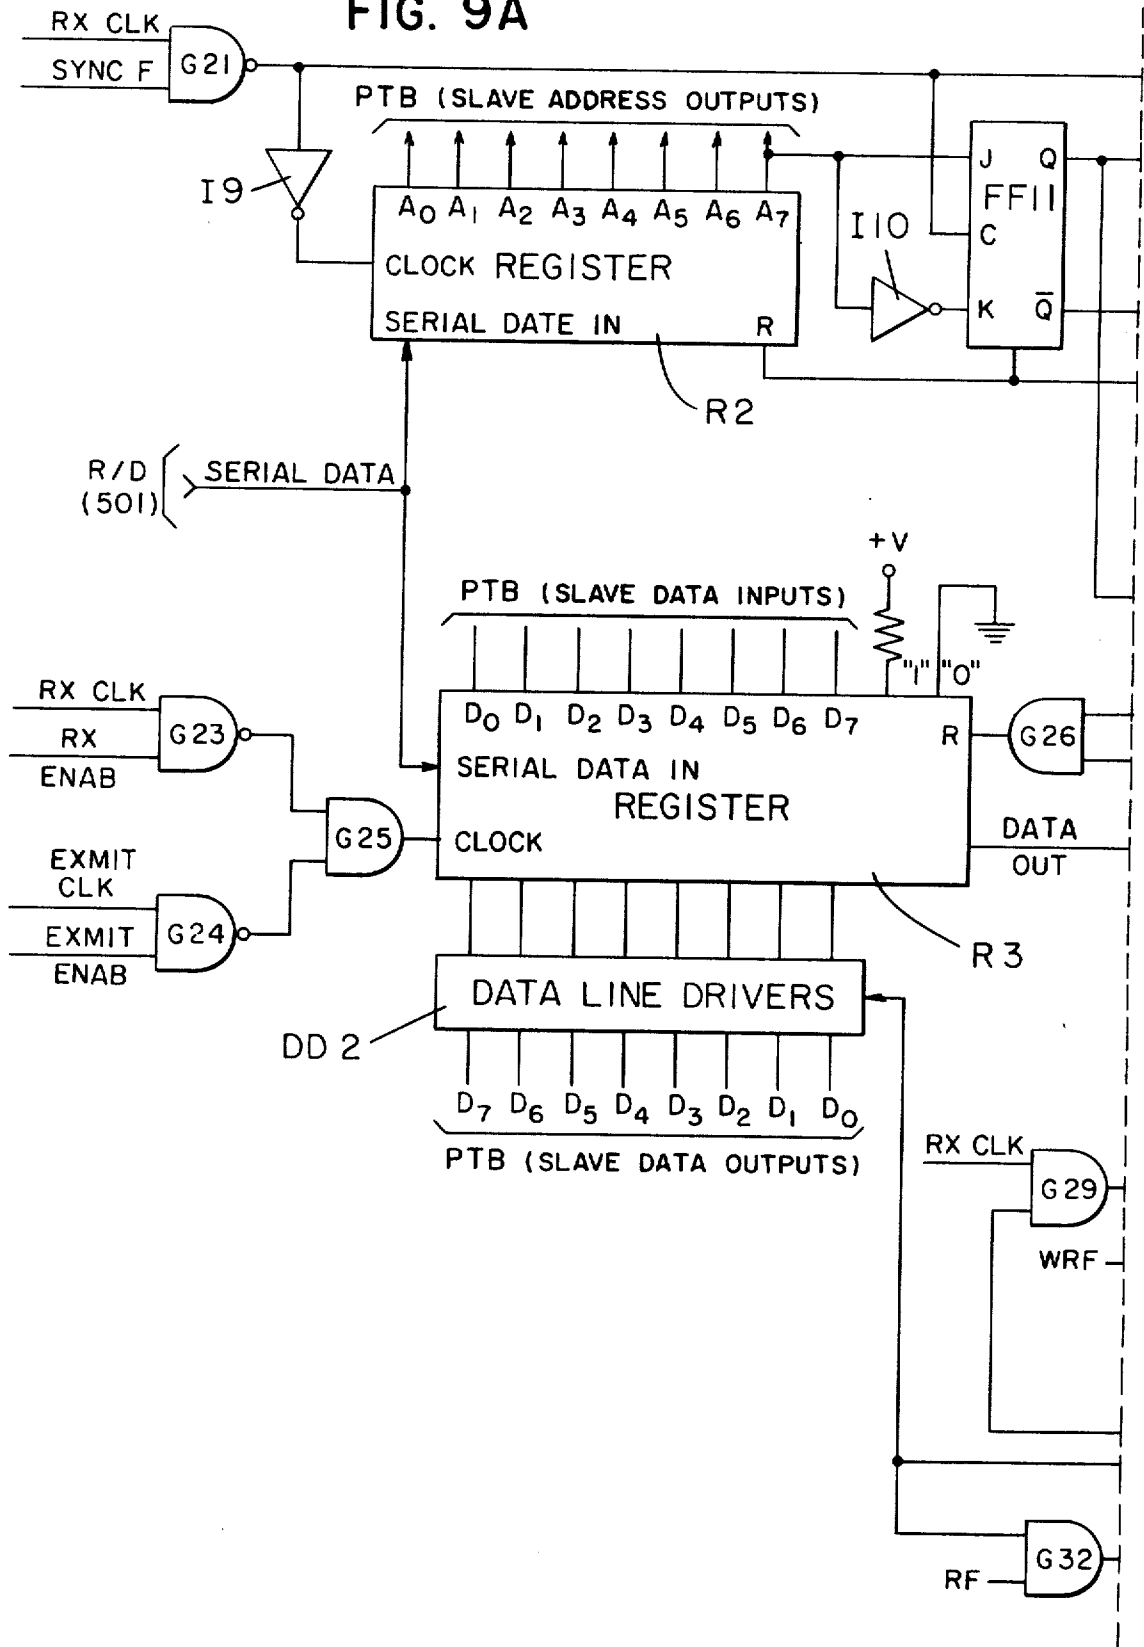 FIG. 9A
RX CLK
SYNC F
G21
PTB (SLAVE ADDRESS OUTPUTS)
I9
A0 A1 A2 A3 A4 A5 A6 A7
CLOCK REGISTER
SERIAL DATE IN
R
R2
J Q
FF11
C
K Q̅
I10
R/D
(501)
SERIAL DATA
+V
PTB (SLAVE DATA INPUTS)
"1" "0"
D0 D1 D2 D3 D4 D5 D6 D7
R
G26
SERIAL DATA IN
REGISTER
CLOCK
DATA
OUT
RX CLK
RX
ENAB
G23
G25
EXMIT
CLK
EXMIT
ENAB
G24
R3
DATA LINE DRIVERS
DD2
D7 D6 D5 D4 D3 D2 D1 D0
PTB (SLAVE DATA OUTPUTS)
RX CLK
G29
WRF
G32
RF